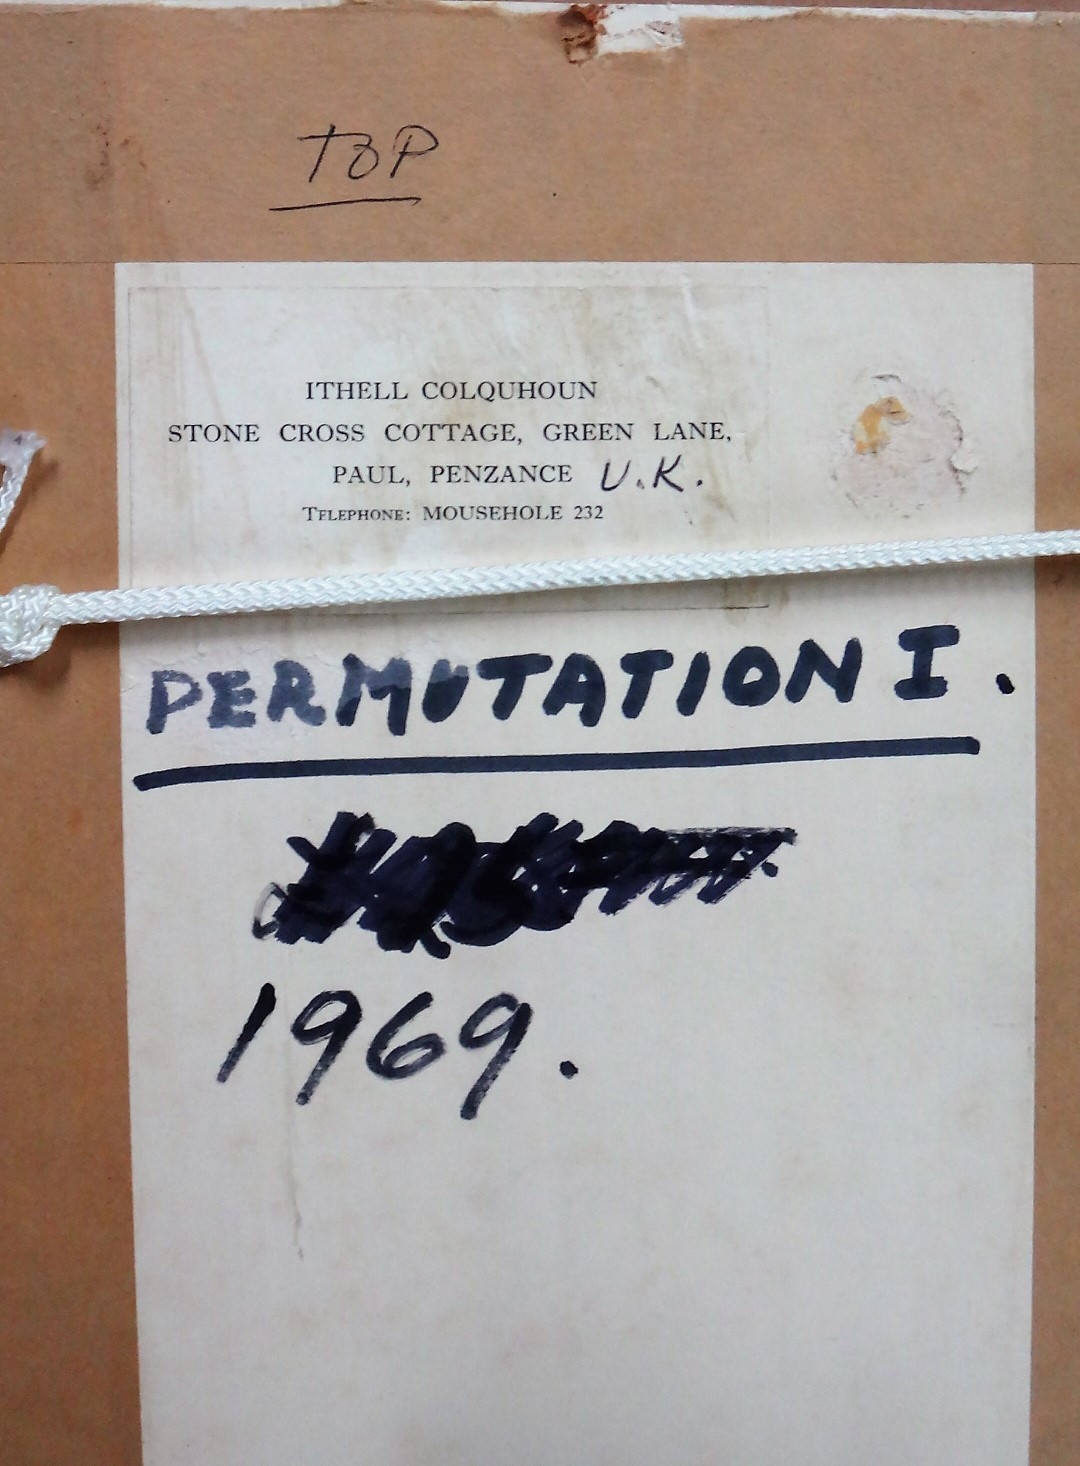 TOP
ITHELL COLQUHOUN
STONE CROSS COTTAGE, GREEN LANE,
PAUL, PENZANCE U.K.
TELEPHONE: MOUSEHOLE 232
PERMUTATION I.
1969.